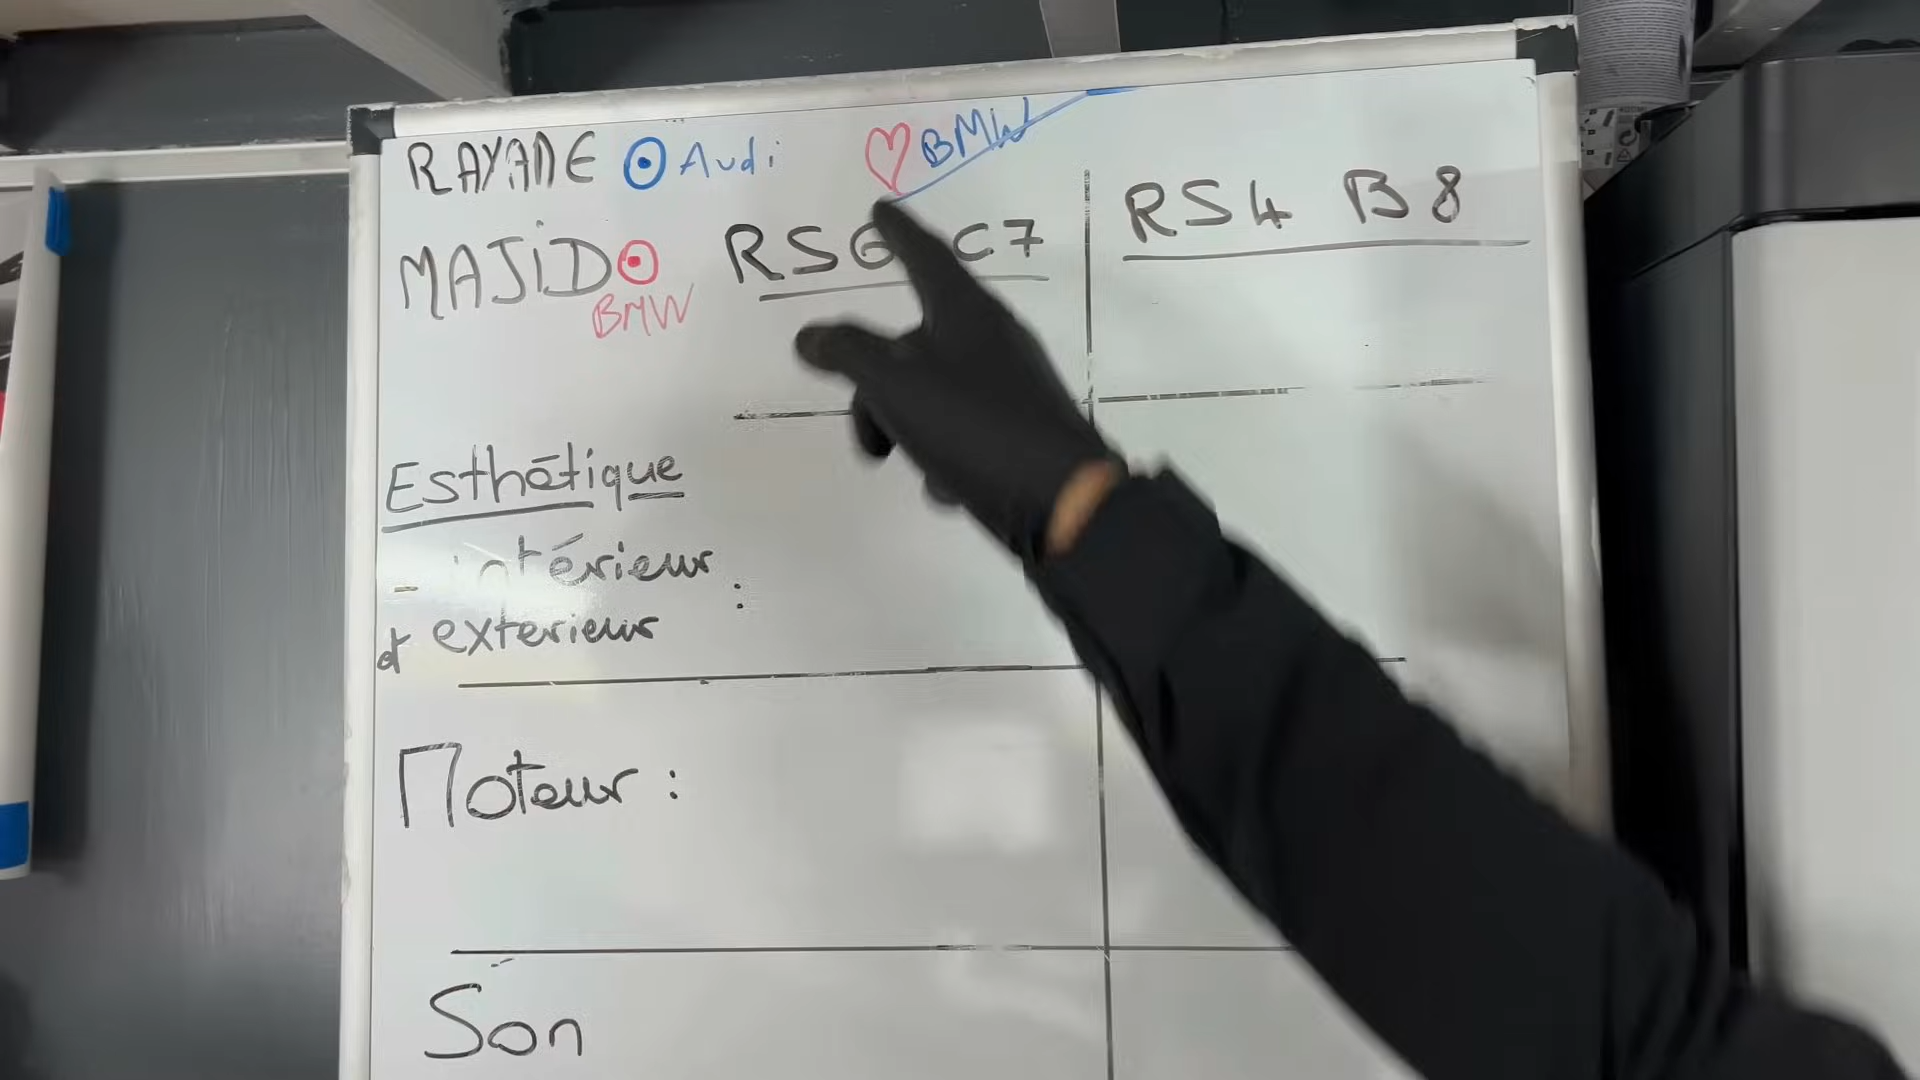 RAYANE Audi BMW
MAJiD
BMW
RS6 C7
RS4 B8
Esthétique
- intérieur :
et exterieur
Moteur :
Son